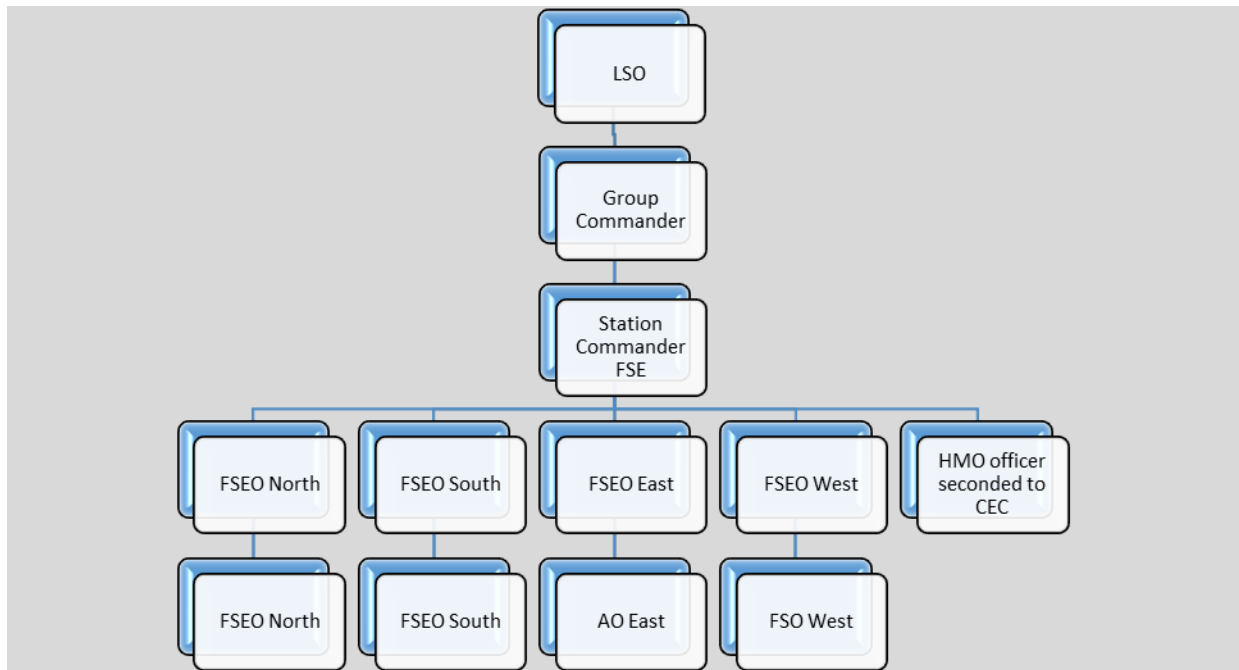 LSO
Group
Commander
Station
Commander
FSE
FSEO North
FSEO South
FSEO East
FSEO West
HMO officer
seconded to
CEC
FSEO North
FSEO South
AO East
FSO West